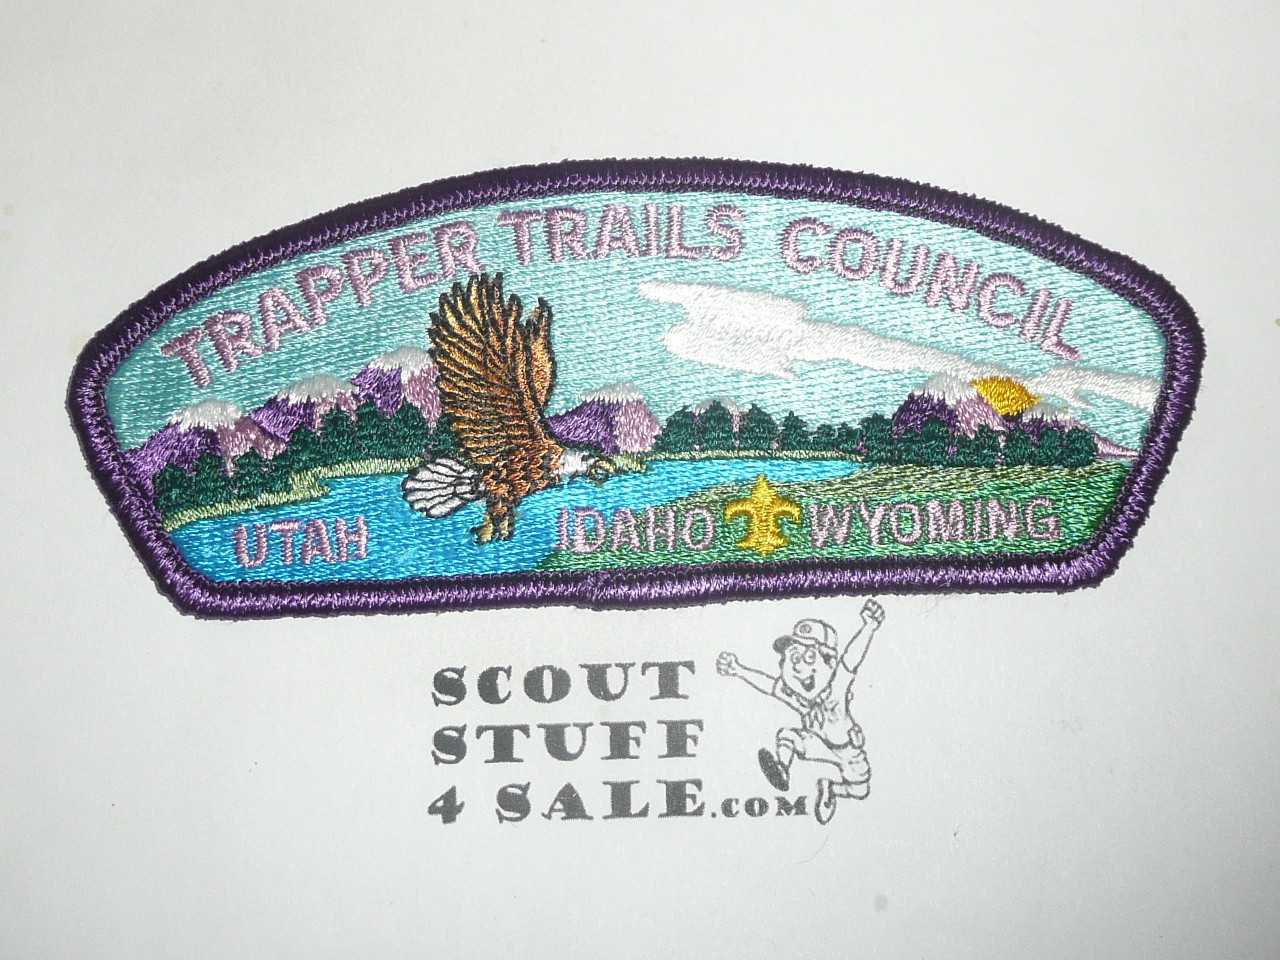 TRAPPER TRAILS COUNCIL
UTAH IDAHO WYOMING
SCOUT
STUFF
4 SALE.COM